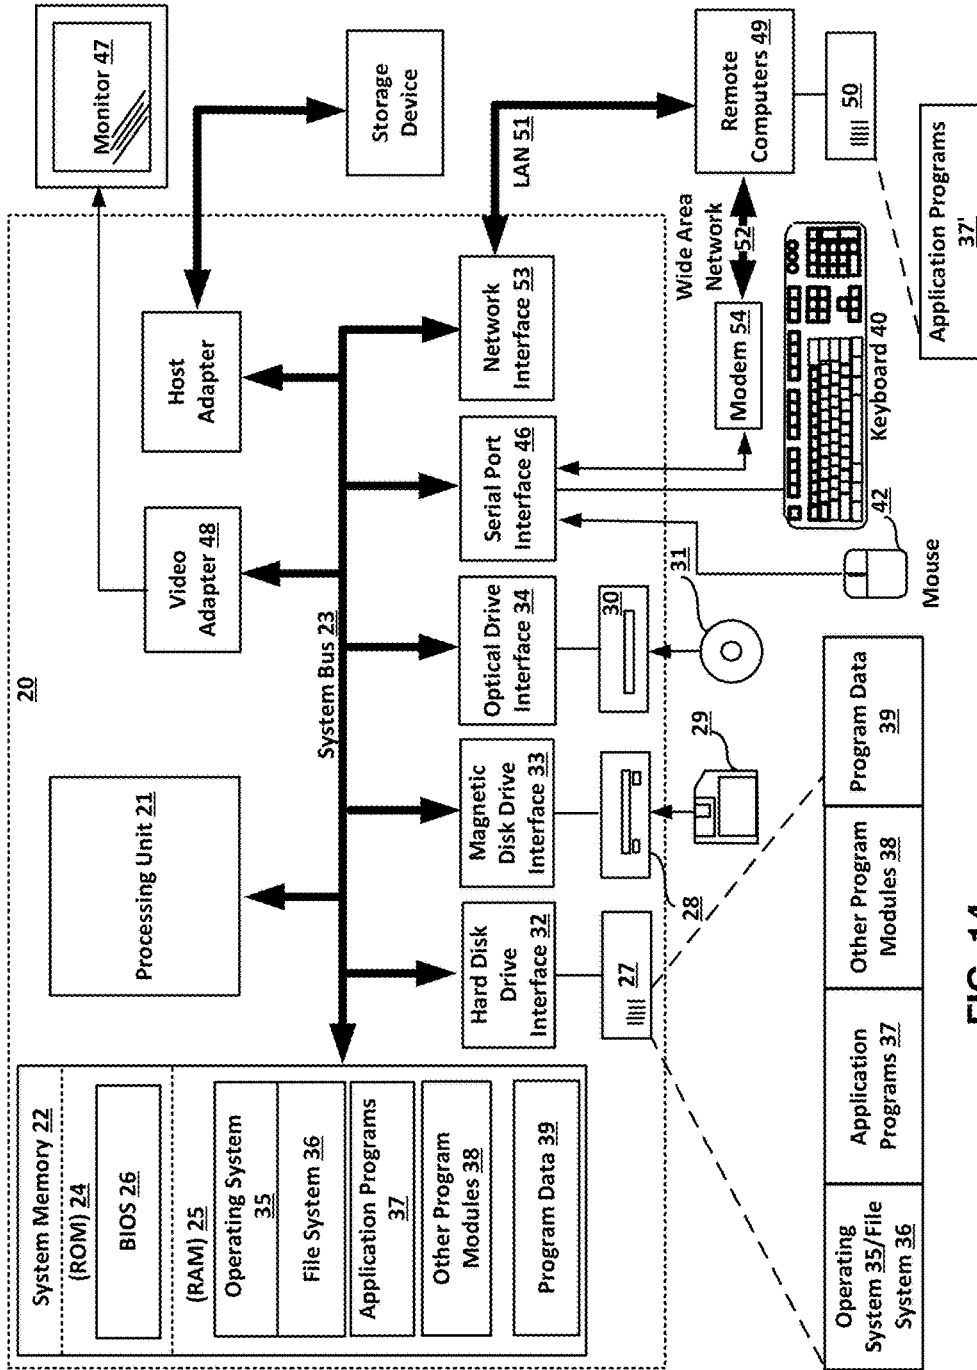 System Memory 22
(ROM) 24
BIOS 26
(RAM) 25
Operating System
35
File System 36
Application Programs
37
Other Program
Modules 38
Program Data 39
20
Processing Unit 21
Video
Adapter 48
Host
Adapter
Monitor 47
Storage
Device
System Bus 23
Hard Disk
Drive
Interface 32
Magnetic
Disk Drive
Interface 33
Optical Drive
Interface 34
Serial Port
Interface 46
Network
Interface 53
LAN 51
27
28
29
30
31
Wide Area
Network
52
Modem 54
Remote
Computers 49
50
Keyboard 40
42
Mouse
Application Programs
37'
Operating
System 35/File
System 36
Application
Programs 37
Other Program
Modules 38
Program Data
39